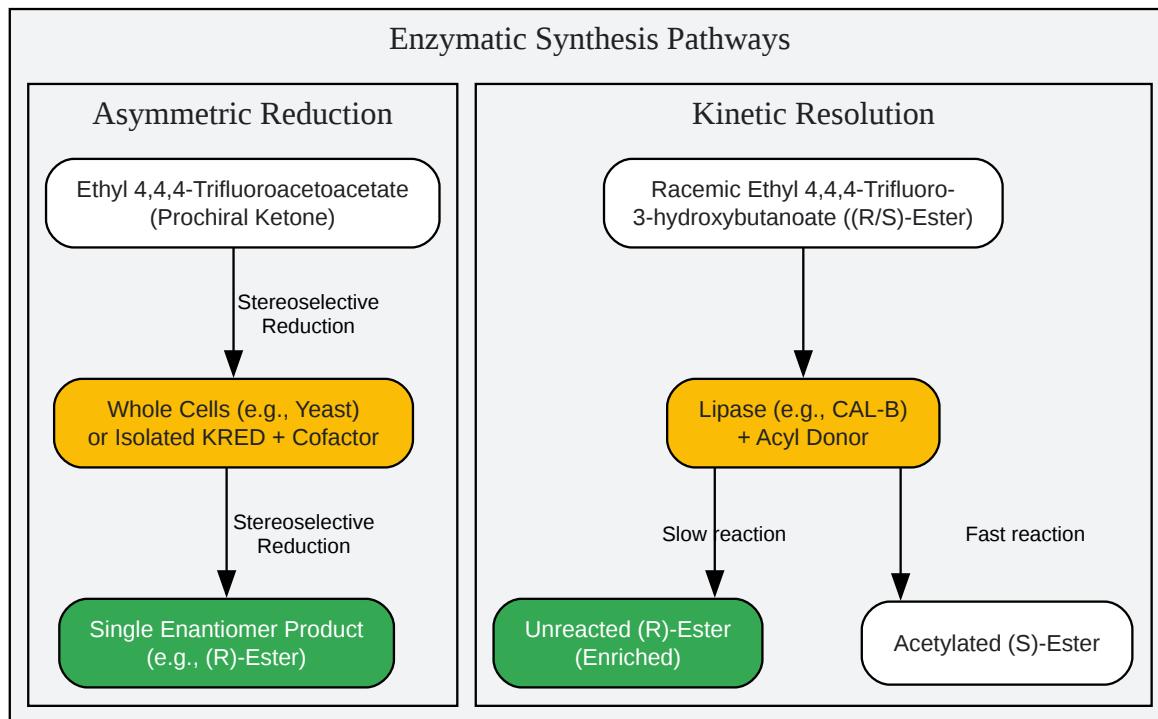 Enzymatic Synthesis Pathways
Asymmetric Reduction
Ethyl 4,4,4-Trifluoroacetoacetate
(Prochiral Ketone)
Stereoselective
Reduction
Whole Cells (e.g., Yeast)
or Isolated KRED + Cofactor
Stereoselective
Reduction
Single Enantiomer Product
(e.g., (R)-Ester)
Kinetic Resolution
Racemic Ethyl 4,4,4-Trifluoro-
3-hydroxybutanoate ((R/S)-Ester)
Lipase (e.g., CAL-B)
+ Acyl Donor
Slow reaction
Fast reaction
Unreacted (R)-Ester
(Enriched)
Acetylated (S)-Ester